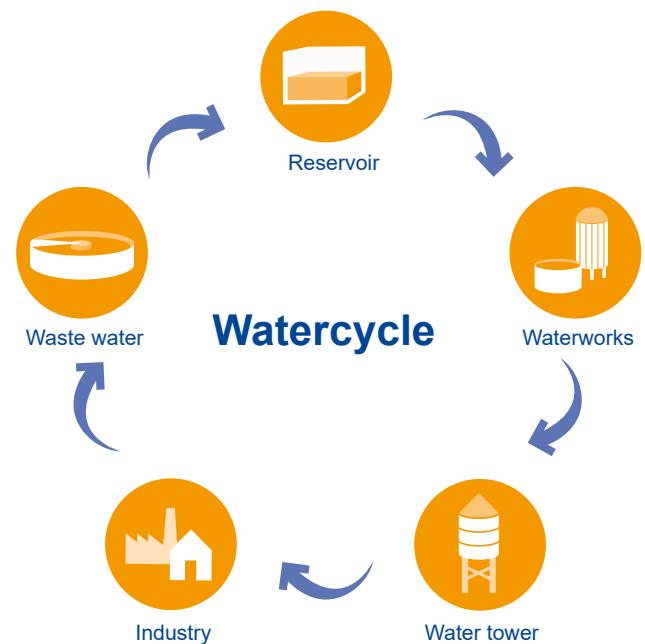 Reservoir
Waste water
Watercycle
Waterworks
Industry
Water tower